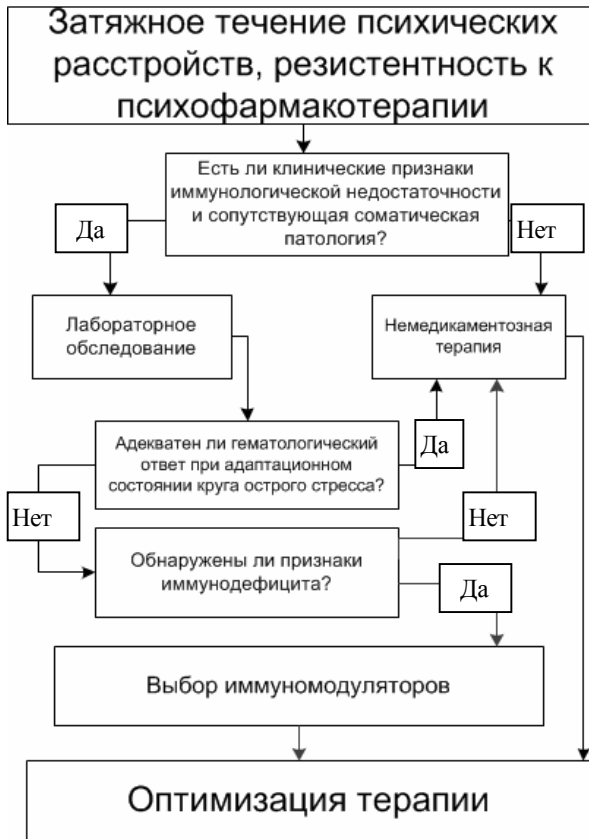 Затяжное течение психических
расстройств, резистентность к
психофармакотерапии
Есть ли клинические признаки
иммунологической недостаточности
и сопутствующая соматическая
патология?
Да
Нет
Лабораторное
обследование
Немедикаментозная
терапия
Адекватен ли гематологический
ответ при адаптационном
состоянии круга острого стресса?
Да
Нет
Обнаружены ли признаки
иммунодефицита?
Нет
Да
Выбор иммуномодуляторов
Оптимизация терапии